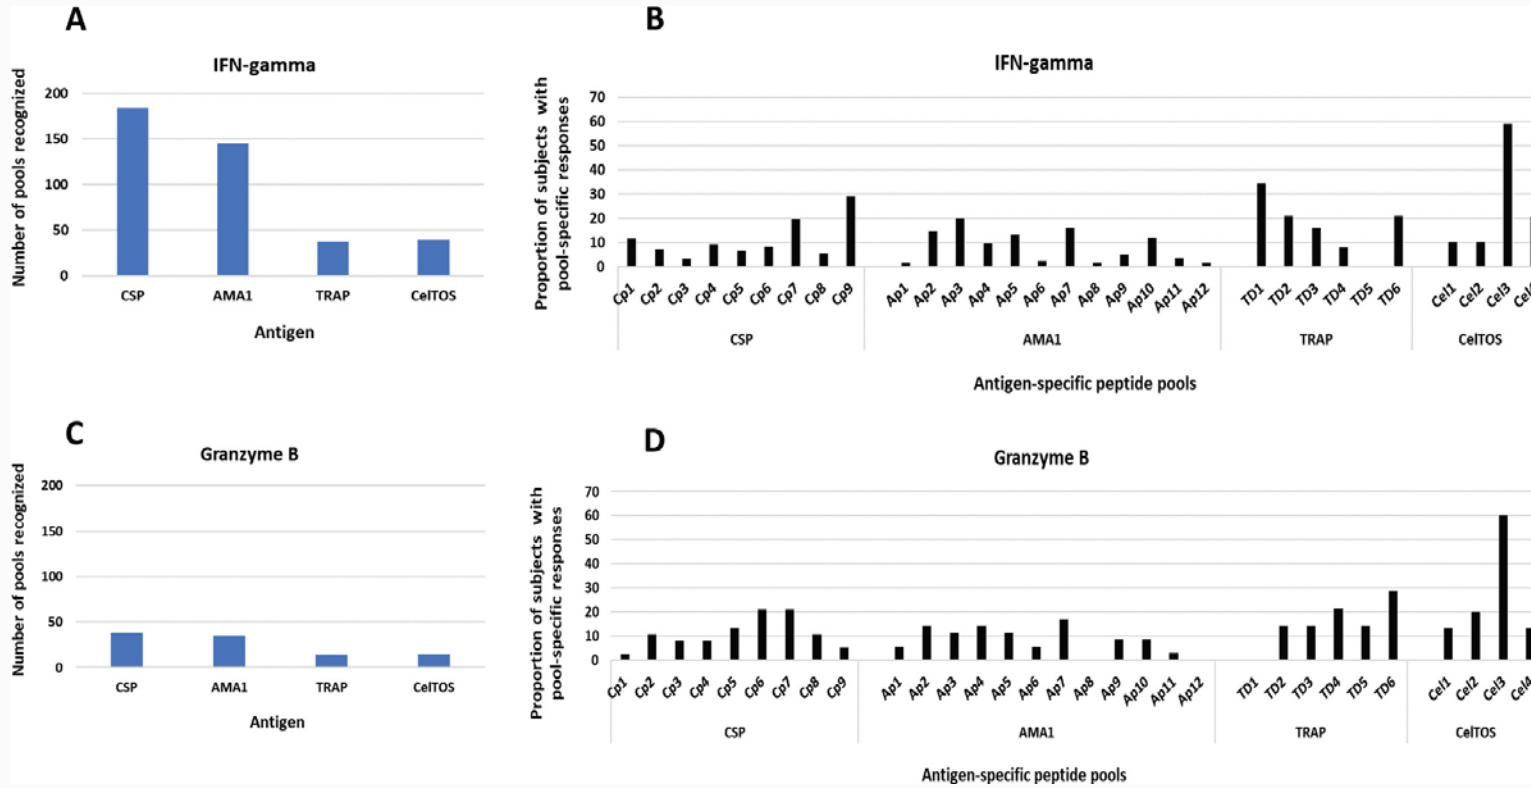 A
IFN-gamma
Number of pools recognized
200
150
100
50
0
CSP AMA1 TRAP CelTOS
Antigen
B
IFN-gamma
Proportion of subjects with
pool-specific responses
70
60
50
40
30
20
10
0
Cp1 Cp2 Cp3 Cp4 Cp5 Cp6 Cp7 Cp8 Cp9 Ap1 Ap2 Ap3 Ap4 Ap5 Ap6 Ap7 Ap8 Ap9 Ap10 Ap11 Ap12 TD1 TD2 TD3 TD4 TD5 TD6 Cel1 Cel2 Cel3
CSP AMA1 TRAP CelTOS
Antigen-specific peptide pools
C
Granzyme B
Number of pools recognized
200
150
100
50
0
CSP AMA1 TRAP CelTOS
Antigen
D
Granzyme B
Proportion of subjects with
pool-specific responses
70
60
50
40
30
20
10
0
Cp1 Cp2 Cp3 Cp4 Cp5 Cp6 Cp7 Cp8 Cp9 Ap1 Ap2 Ap3 Ap4 Ap5 Ap6 Ap7 Ap8 Ap9 Ap10 Ap11 Ap12 TD1 TD2 TD3 TD4 TD5 TD6 Cel1 Cel2 Cel3 Cel4
CSP AMA1 TRAP CelTOS
Antigen-specific peptide pools